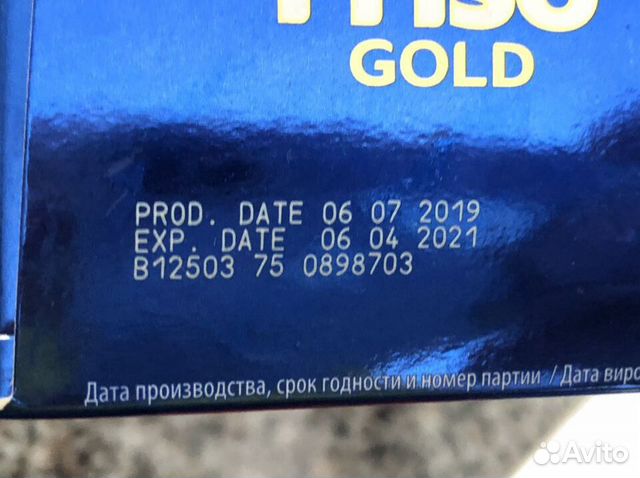 Friso
GOLD
PROD. DATE 06 07 2019
EXP. DATE 06 04 2021
B12503 75 0898703
Дата производства, срок годности и номер партии / Дата виро
Avito